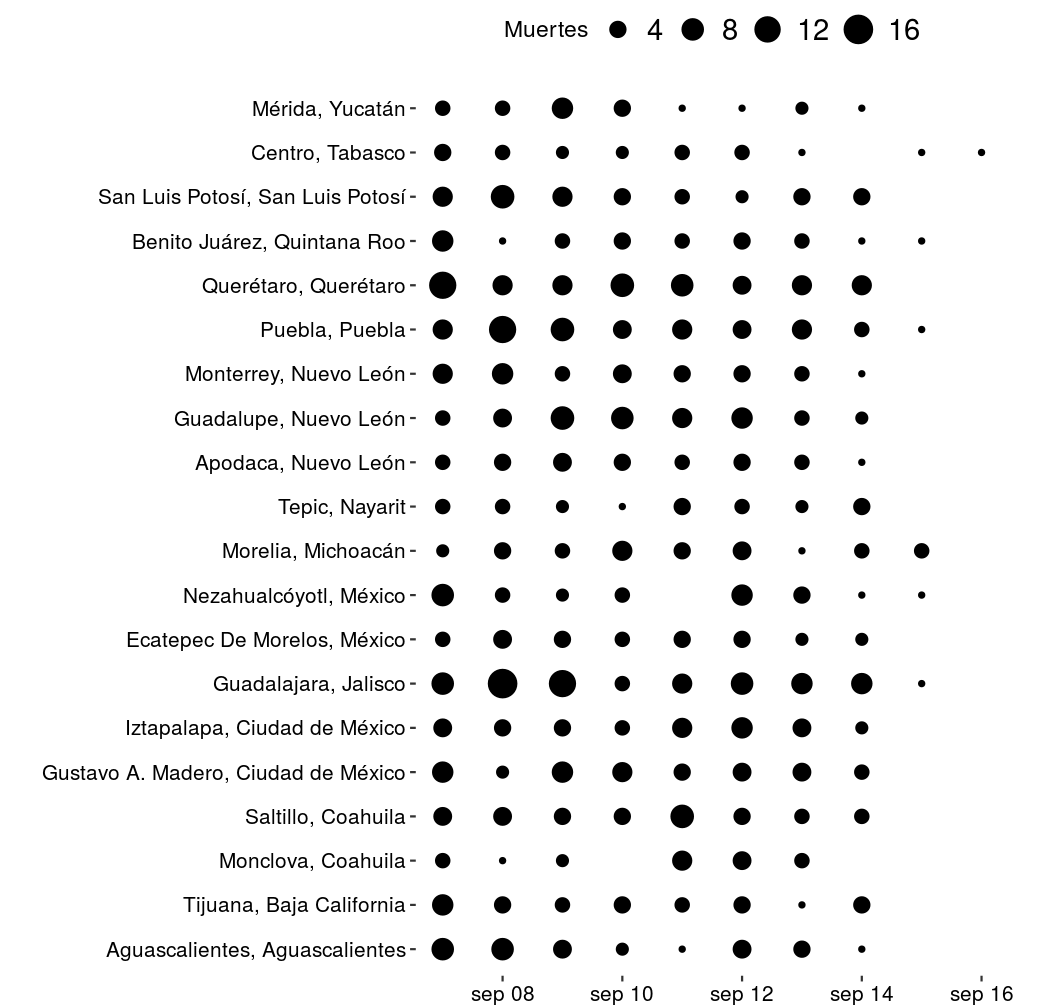 Muertes 4 8 12 16
Mérida, Yucatán
Centro, Tabasco
San Luis Potosí, San Luis Potosí
Benito Juárez, Quintana Roo
Querétaro, Querétaro
Puebla, Puebla
Monterrey, Nuevo León
Guadalupe, Nuevo León
Apodaca, Nuevo León
Tepic, Nayarit
Morelia, Michoacán
Nezahualcóyotl, México
Ecatepec De Morelos, México
Guadalajara, Jalisco
Iztapalapa, Ciudad de México
Gustavo A. Madero, Ciudad de México
Saltillo, Coahuila
Monclova, Coahuila
Tijuana, Baja California
Aguascalientes, Aguascalientes
sep 08 sep 10 sep 12 sep 14 sep 16